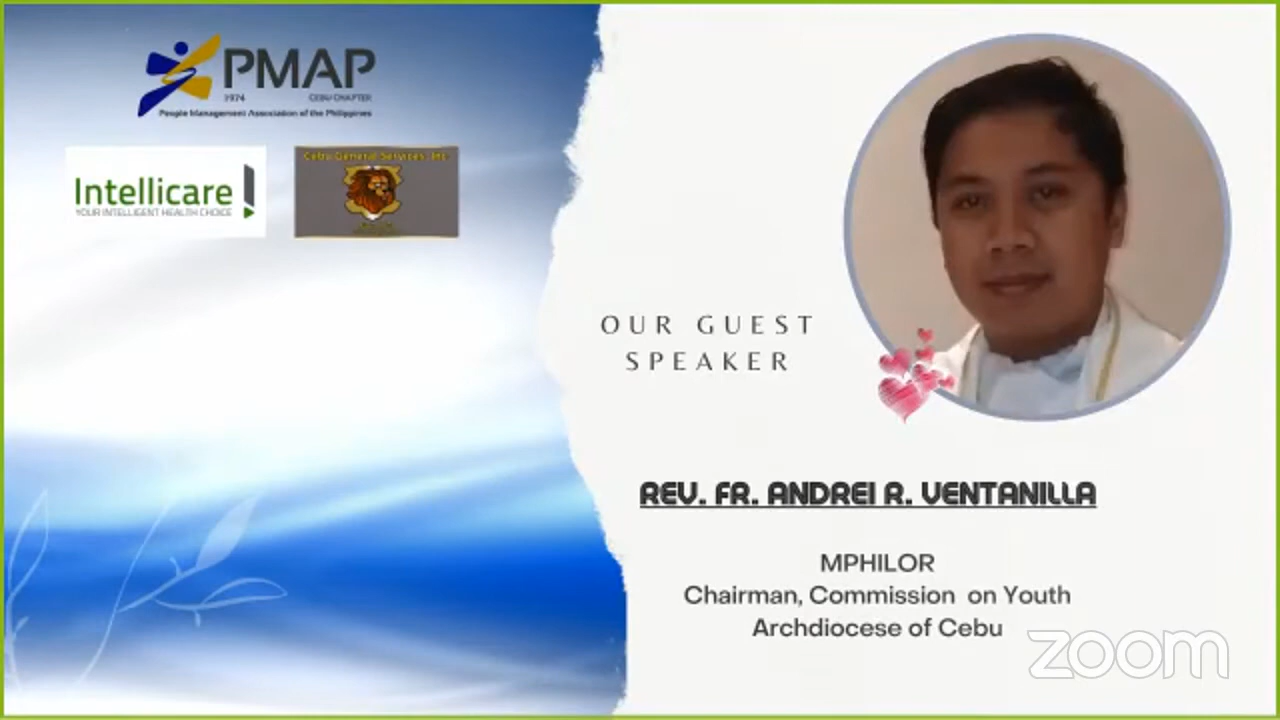 PMAP
1974 CEBU CHAPTER
People Management Association of the Philippines
Intellicare
YOUR INTELLIGENT HEALTH CHOICE
Cebu General Services, Inc.
OUR GUEST
SPEAKER
REV. FR. ANDREI R. VENTANILLA
MPHILOR
Chairman, Commission on Youth
Archdiocese of Cebu
zoom